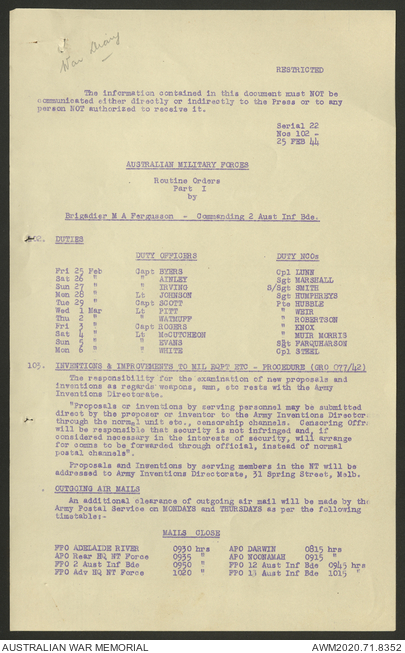 War Diary
RESTRICTED
The information contained in this document must NOT be
communicated either directly or indirectly to the Press or to any
person NOT authorized to receive it.
Serial 22
Nos 102 -
25 FEB 44
AUSTRALIAN MILITARY FORCES
Routine Orders
Part I
by
Brigadier M A Fergusson - Commanding 2 Aust Inf Bde.
102. DUTIES
DUTY OFFICERS DUTY NCOs
Fri 25 Feb Capt BYERS Cpl LUNN
Sat 26 " " AINLEY Sgt MARSHALL
Sun 27 " " IRVING S/Sgt SMITH
Mon 28 " Lt JOHNSON Sgt HUMPHREYS
Tue 29 " Capt SCOTT Pte HUBBLE
Wed 1 Mar Lt PITT " WEIR
Thu 2 " " WATMUFF " ROBERTSON
Fri 3 " Capt ROGERS " KNOX
Sat 4 " Lt McCUTCHEON " MUIR MORRIS
Sun 5 " " EVANS Sgt FARQUHARSON
Mon 6 " " WHITE Cpl STEEL
103. INVENTIONS & IMPROVEMENTS TO MIL EQPT ETC - PROCEDURE (GRO 077/42)
The responsibility for the examination of new proposals and
inventions as regards weapons, amn, etc rests with the Army
Inventions Directorate.
"Proposals or inventions by serving personnel may be submitted
direct by the proposer or inventor to the Army Inventions Director
through the normal unit etc., censorship channels. Censoring Offrs
will be responsible that security is not infringed and, if
considered necessary in the interests of security, will arrange
for comns to be forwarded through official, instead of normal
postal channels".
Proposals and Inventions by serving members in the NT will be
addressed to Army Inventions Directorate, 31 Spring Street, Melb.
OUTGOING AIR MAILS
An additional clearance of outgoing air mail will be made by the
Army Postal Service on MONDAYS and THURSDAYS as per the following
timetable:-
MAILS CLOSE
FPO ADELAIDE RIVER 0930 hrs APO DARWIN 0815 hrs
APO Rear HQ NT Force 0935 " APO NOONAMAH 0915 "
FPO 2 Aust Inf Bde 0950 " FPO 12 Aust Inf Bde 0945 hrs
FPO Adv HQ NT Force 1020 " FPO 13 Aust Inf Bde 1015 "
AUSTRALIAN WAR MEMORIAL AWM2020.71.8352